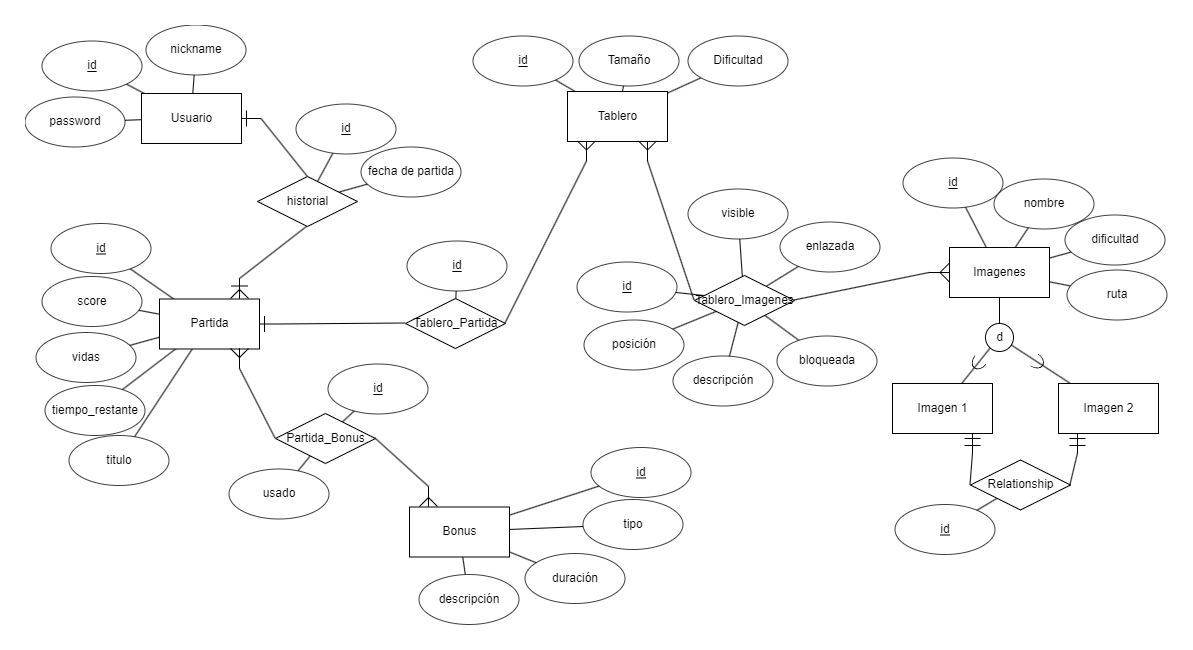 nickname
id
password
Usuario
id
fecha de partida
historial
id
Tamaño
Dificultad
Tablero
id
score
vidas
tiempo_restante
titulo
Partida
id
Tablero_Partida
visible
enlazada
id
Tablero_Imagenes
posición
descripción
bloqueada
id
nombre
dificultad
ruta
Imagenes
d
Imagen 1
Imagen 2
Relationship
id
id
Partida_Bonus
usado
id
tipo
Bonus
duración
descripción